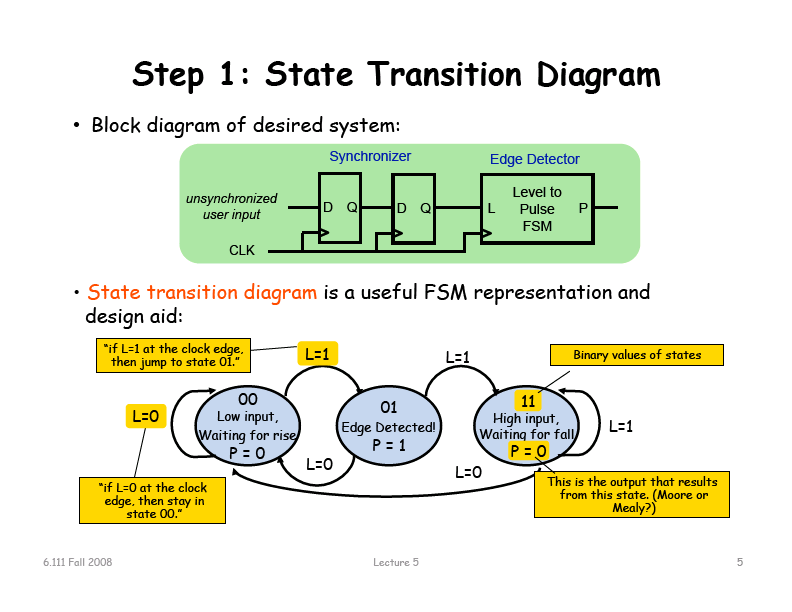 Step 1: State Transition Diagram
• Block diagram of desired system:
Synchronizer
Edge Detector
unsynchronized
user input
D Q
D Q
L
Level to
Pulse
FSM
P
CLK
• State transition diagram is a useful FSM representation and
design aid:
“if L=1 at the clock edge,
then jump to state 01.”
L=1
L=1
Binary values of states
L=0
00
Low input,
Waiting for rise
P = 0
01
Edge Detected!
P = 1
11
High input,
Waiting for fall
P = 0
L=1
L=0
L=0
“if L=0 at the clock
edge, then stay in
state 00.”
This is the output that results
from this state. (Moore or
Mealy?)
6.111 Fall 2008
Lecture 5
5